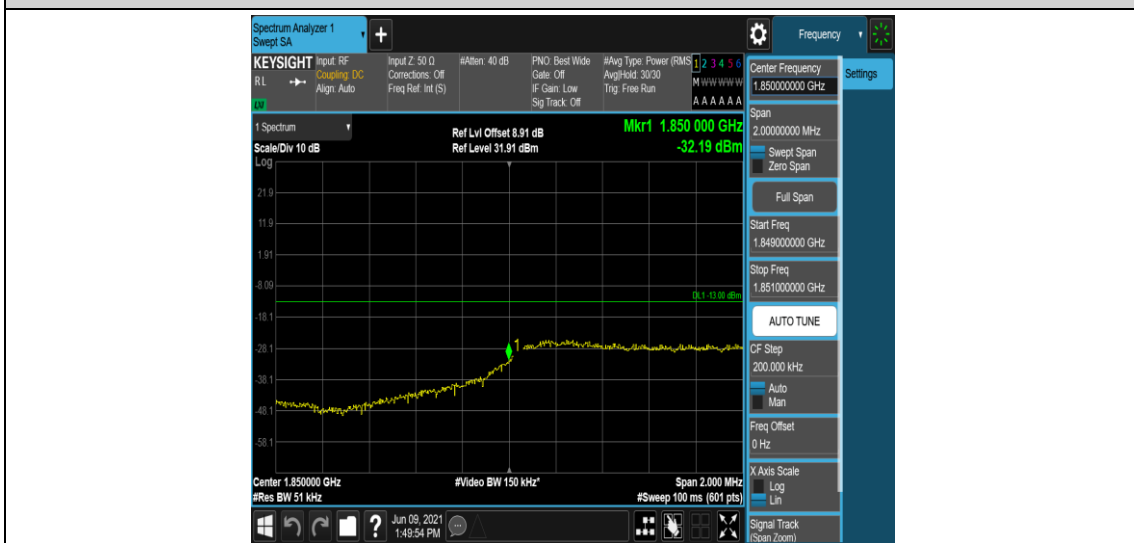 Spectrum Analyzer 1
Swept SA
+
Frequency
KEYSIGHT
RL
LXI
Input: RF
Coupling: DC
Align: Auto
Input Z: 50 Ω
Corrections: Off
Freq Ref: Int (S)
#Atten: 40 dB
PNO: Best Wide
Gate: Off
IF Gain: Low
Sig Track: Off
#Avg Type: Power (RMS
Avg|Hold: 30/30
Trig: Free Run
1 2 3 4 5 6
M W W W W W
A A A A A A
1 Spectrum
Scale/Div 10 dB
Log
Ref Lvl Offset 8.91 dB
Ref Level 31.91 dBm
Mkr1 1.850 000 GHz
-32.19 dBm
21.9
11.9
1.91
-8.09
DL1 -13.00 dBm
-18.1
-28.1
1
-38.1
-48.1
-58.1
Center 1.850000 GHz
#Res BW 51 kHz
#Video BW 150 kHz*
Span 2.000 MHz
#Sweep 100 ms (601 pts)
?
Jun 09, 2021
1:49:54 PM
Center Frequency
1.850000000 GHz
Settings
Span
2.00000000 MHz
Swept Span
Zero Span
Full Span
Start Freq
1.849000000 GHz
Stop Freq
1.851000000 GHz
AUTO TUNE
CF Step
200.000 kHz
Auto
Man
Freq Offset
0 Hz
X Axis Scale
Log
Lin
Signal Track
(Span Zoom)